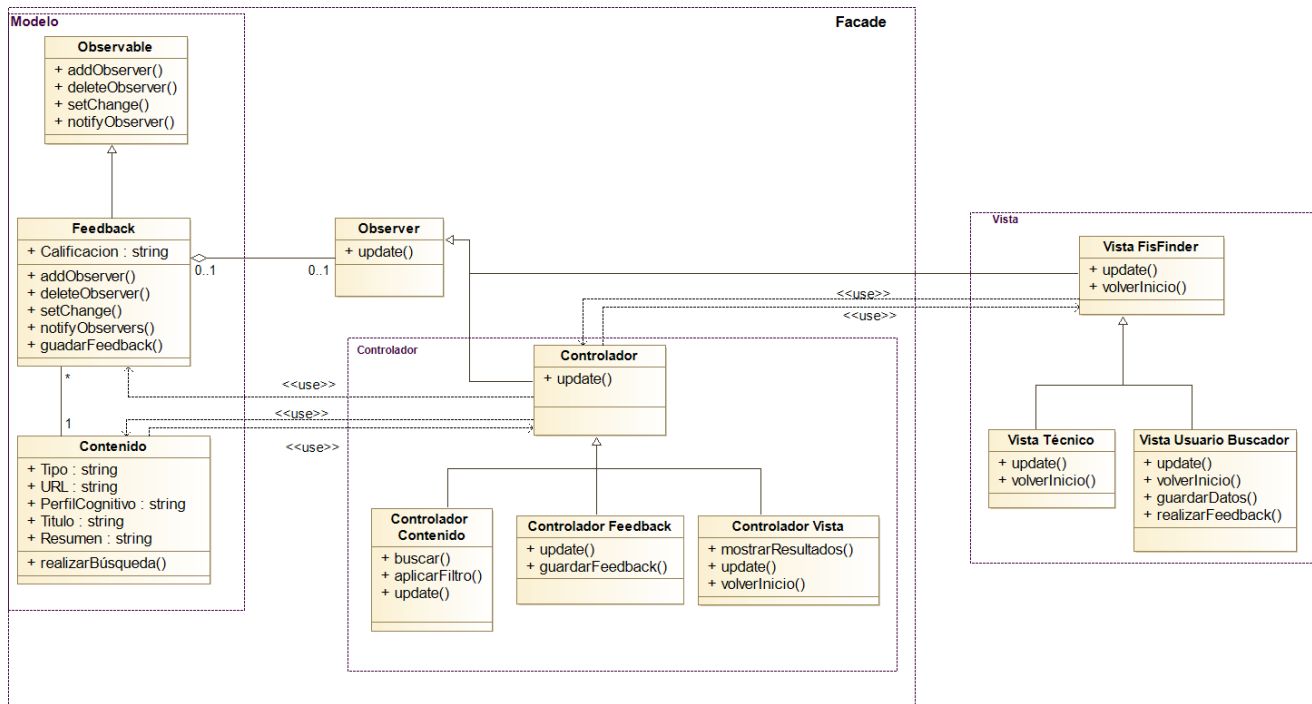 Modelo
Facade
Observable
+ addObserver()
+ deleteObserver()
+ setChange()
+ notifyObserver()
Feedback
+ Calificacion : string
+ addObserver()
+ deleteObserver()
+ setChange()
+ notifyObservers()
+ guadarFeedback()
0..1
0..1
Observer
+ update()
Vista
Vista FisFinder
+ update()
+ volverInicio()
<<use>>
<<use>>
Controlador
Controlador
+ update()
<<use>>
<<use>>
<<use>>
*
1
Contenido
+ Tipo : string
+ URL : string
+ PerfilCognitivo : string
+ Titulo : string
+ Resumen : string
+ realizarBúsqueda()
Vista Técnico
+ update()
+ volverInicio()
Vista Usuario Buscador
+ update()
+ volverInicio()
+ guardarDatos()
+ realizarFeedback()
Controlador
Contenido
+ buscar()
+ aplicarFiltro()
+ update()
Controlador Feedback
+ update()
+ guardarFeedback()
Controlador Vista
+ mostrarResultados()
+ update()
+ volverInicio()